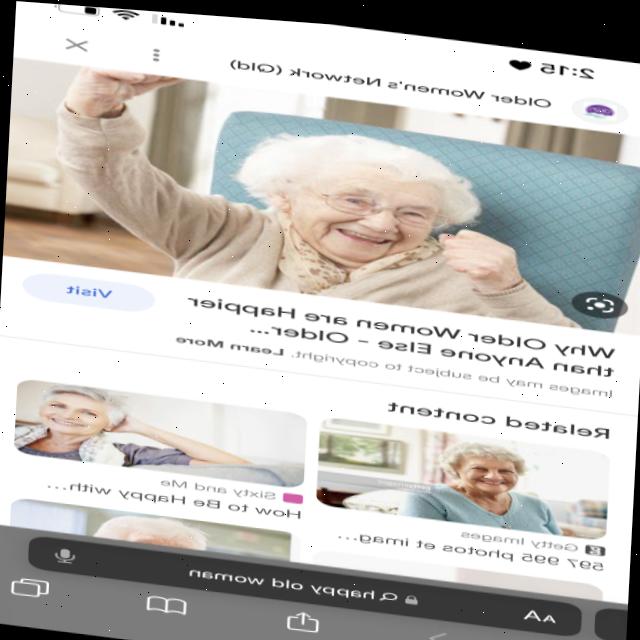 2:15
Older Women's Network (Qld)
Why Older Women are Happier
than Anyone Else - Older...
Visit
Images may be subject to copyright. Learn More
Related content
Getty Images
597 995 photos et imag...
Sixty and Me
How to Be Happy with...
AA
happy old woman